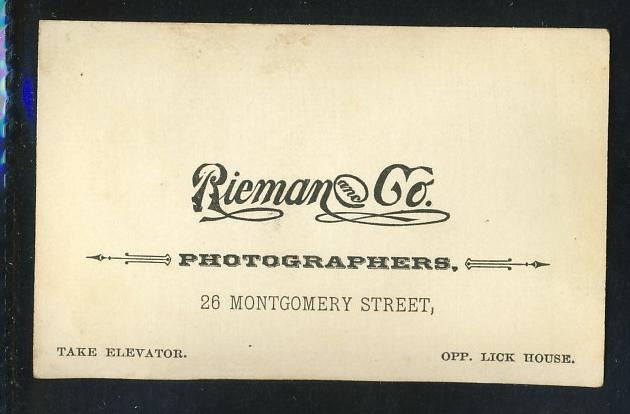 Rieman and Co.
PHOTOGRAPHERS,
26 MONTGOMERY STREET,
TAKE ELEVATOR. OPP. LICK HOUSE.